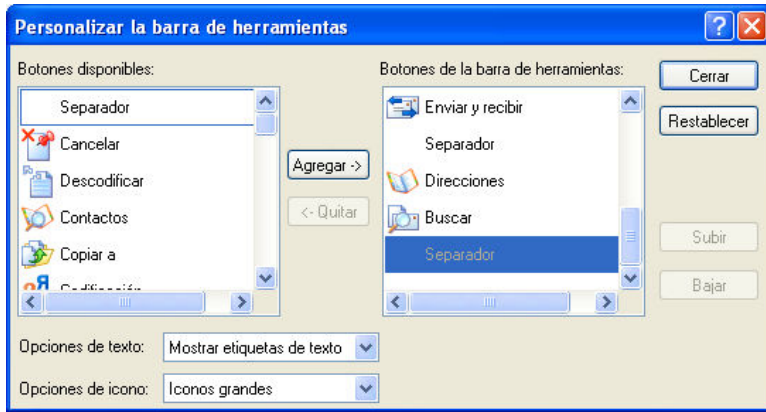 Personalizar la barra de herramientas
Botones disponibles:
Separador
Cancelar
Descodificar
Contactos
Copiar a
Agregar ->
<- Quitar
Botones de la barra de herramientas:
Enviar y recibir
Separador
Direcciones
Buscar
Separador
Cerrar
Restablecer
Subir
Bajar
Opciones de texto: Mostrar etiquetas de texto
Opciones de icono: Iconos grandes